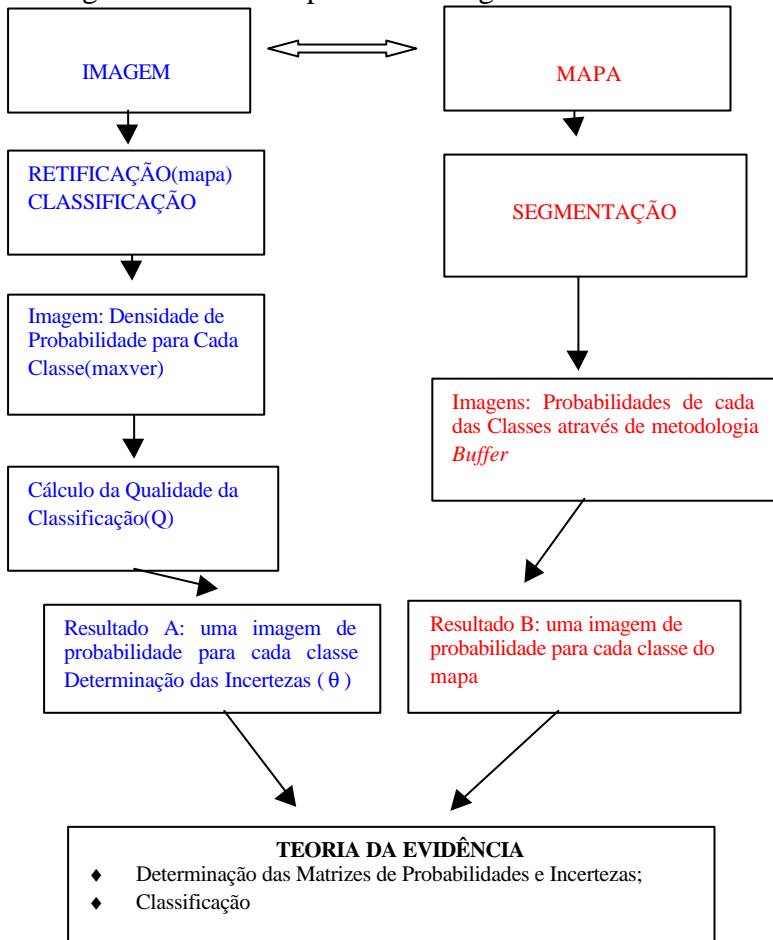 IMAGEM
MAPA
RETIFICAÇÃO(mapa)
CLASSIFICAÇÃO
SEGMENTAÇÃO
Imagem: Densidade de
Probabilidade para Cada
Classe(maxver)
Imagens: Probabilidades de cada
das Classes através de metodologia
Buffer
Cálculo da Qualidade da
Classificação(Q)
Resultado A: uma imagem de
probabilidade para cada classe
Determinação das Incertezas ( θ )
Resultado B: uma imagem de
probabilidade para cada classe do
mapa
TEORIA DA EVIDÊNCIA
♦ Determinação das Matrizes de Probabilidades e Incertezas;
♦ Classificação